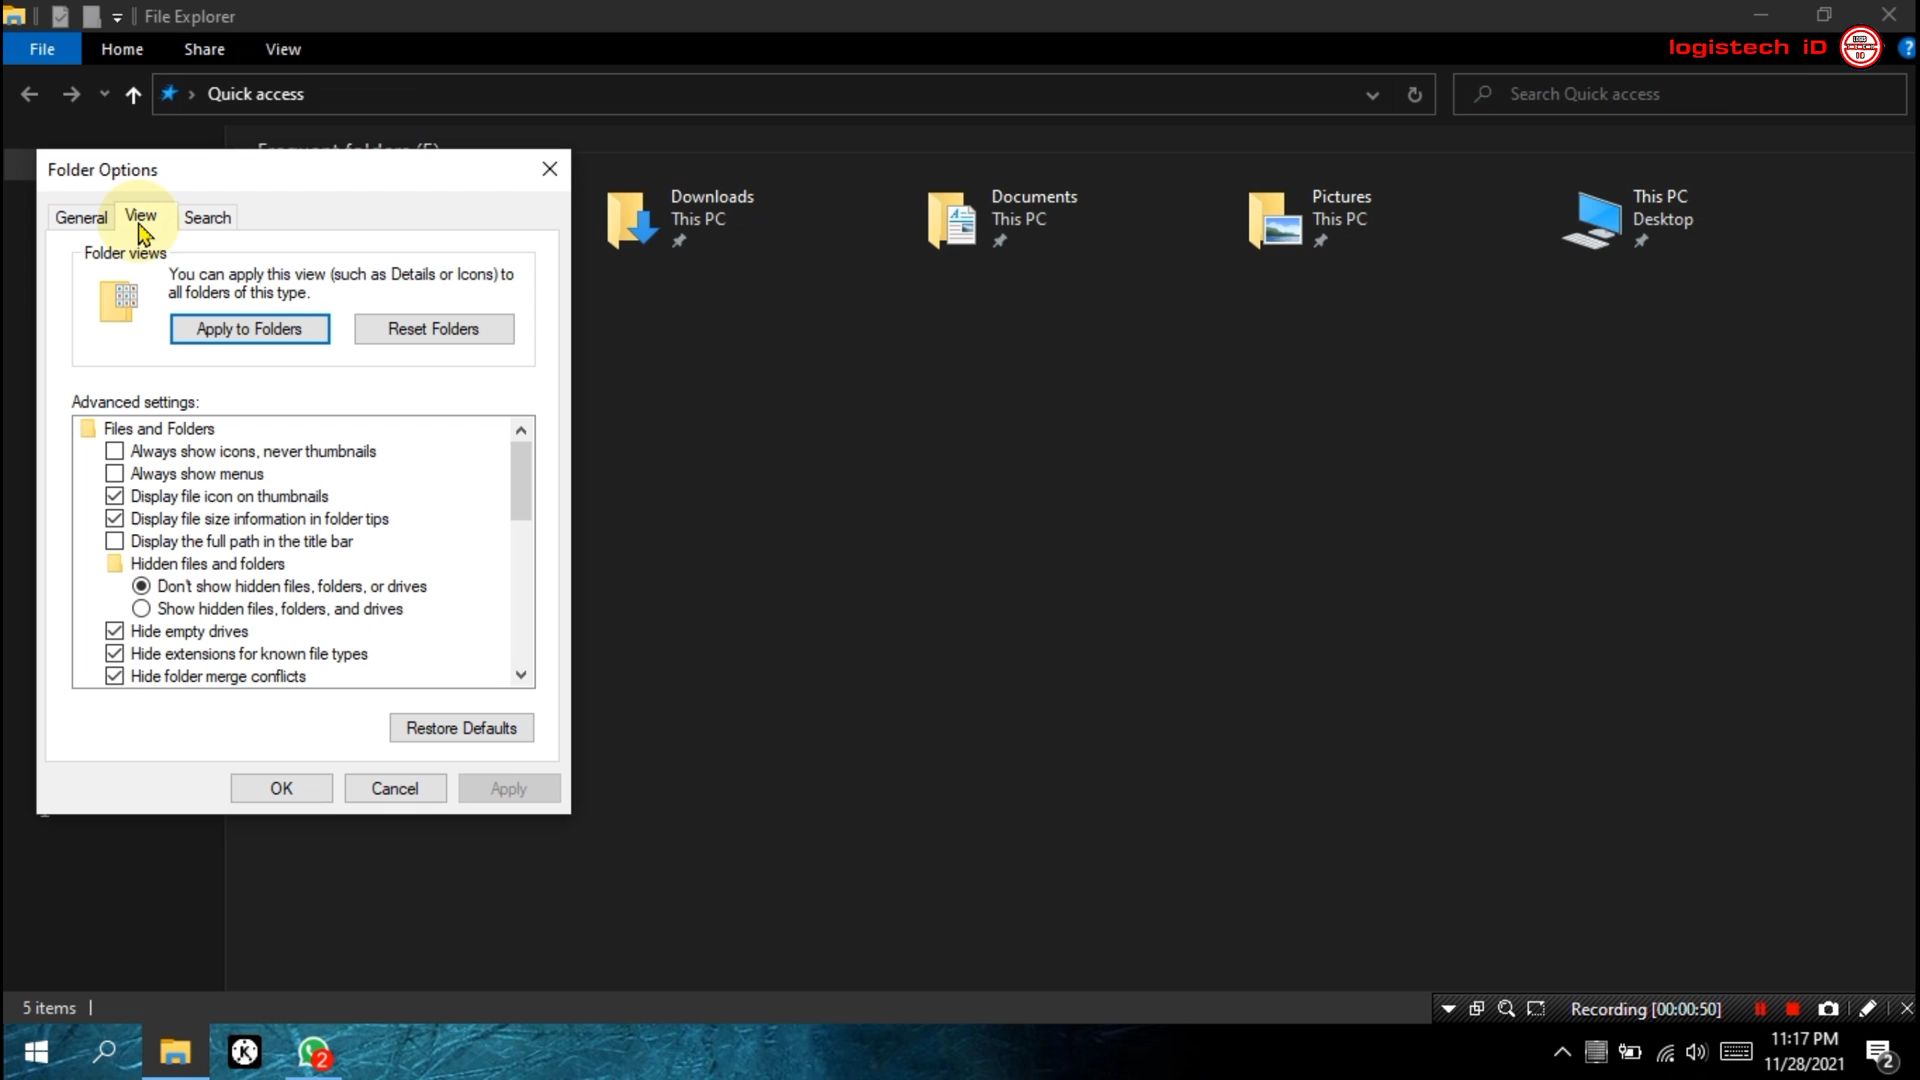 File Explorer
File Home Share View
logistech iD
Quick access
Search Quick access
Folder Options
General View Search
Folder views
You can apply this view (such as Details or Icons) to
all folders of this type.
Apply to Folders Reset Folders
Advanced settings:
Files and Folders
Always show icons, never thumbnails
Always show menus
Display file icon on thumbnails
Display file size information in folder tips
Display the full path in the title bar
Hidden files and folders
Don't show hidden files, folders, or drives
Show hidden files, folders, and drives
Hide empty drives
Hide extensions for known file types
Hide folder merge conflicts
Restore Defaults
OK Cancel Apply
Frequent folders (5)
Downloads
This PC
Documents
This PC
Pictures
This PC
This PC
Desktop
5 items
Recording [00:00:50]
K
2
11:17 PM
11/28/2021
2